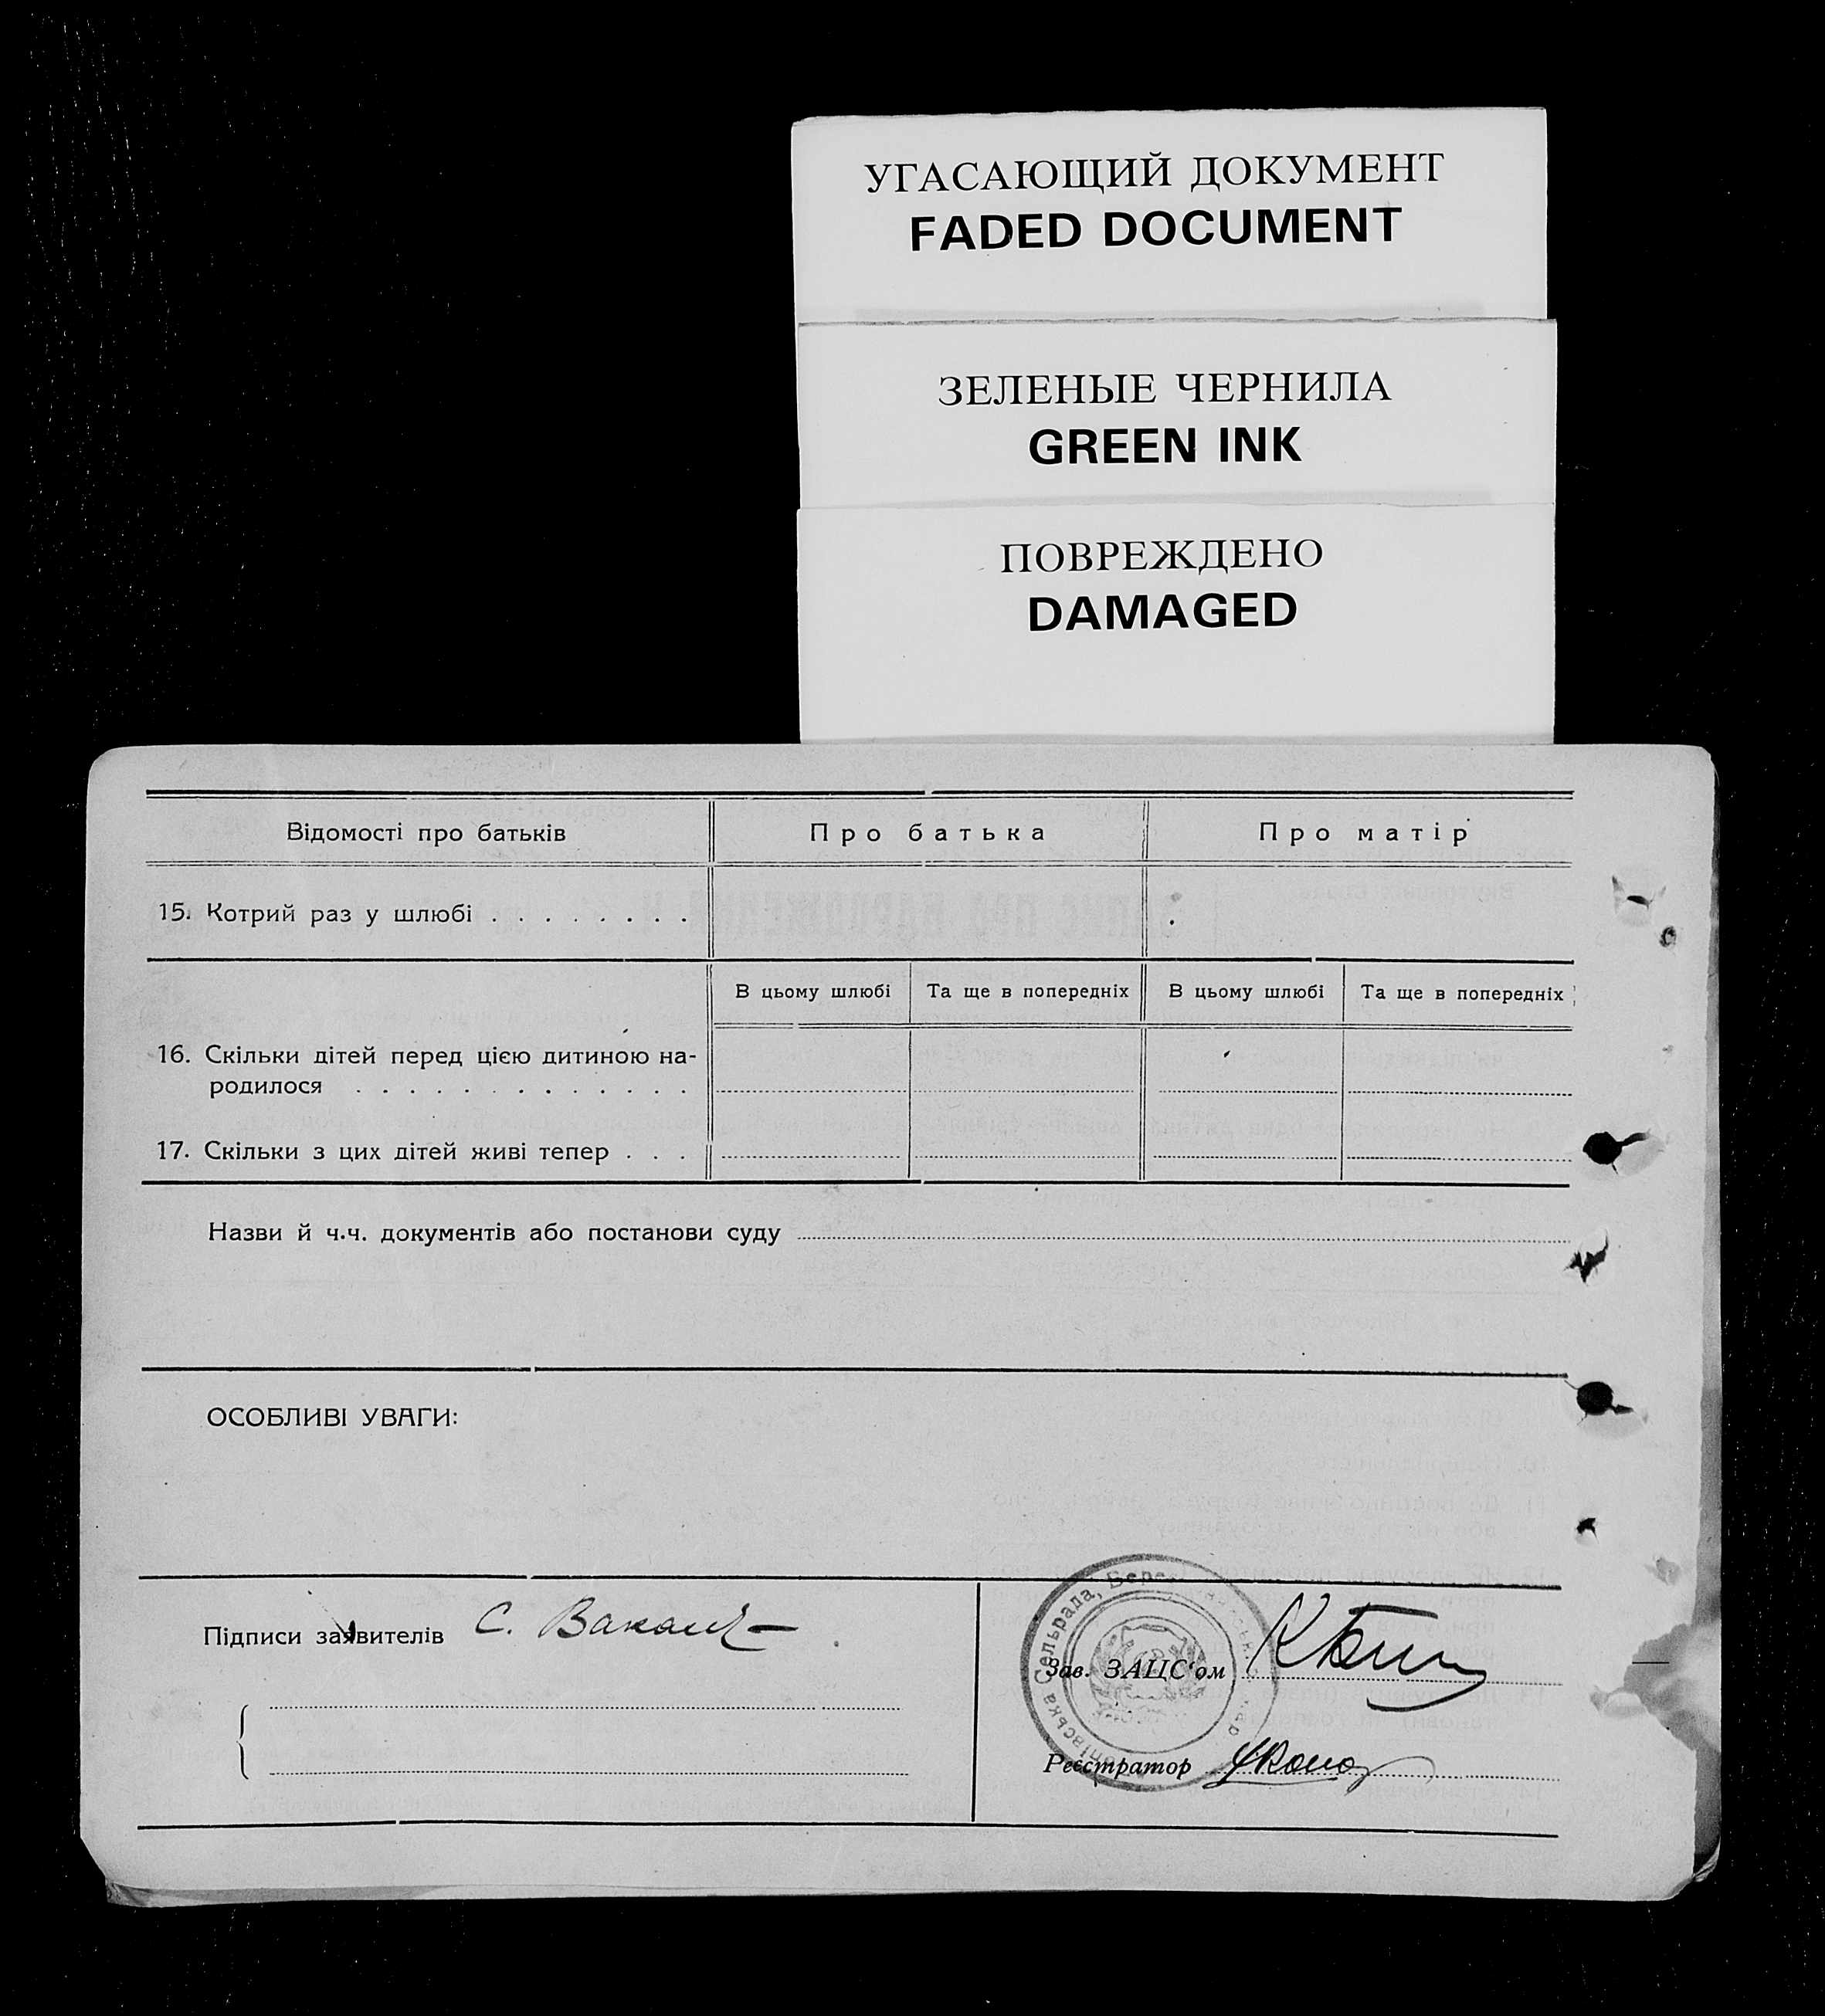 УГАСАЮЩИЙ ДОКУМЕНТ
FADED DOCUMENT
ЗЕЛЕНЫЕ ЧЕРНИЛА
GREEN INK
ПОВРЕЖДЕНО
DAMAGED
Відомості про батьків Про батька Про матір
15. Котрий раз у шлюбі . . . . . . . .
В цьому шлюбі Та ще в попередніх В цьому шлюбі Та ще в попередніх
16. Скільки дітей перед цією дитиною на-
родилося . . . . . . . . . . . . .
17. Скільки з цих дітей живі тепер . . .
Назви й ч.ч. документів або постанови суду
ОСОБЛИВІ УВАГИ:
Підписи заявителів С.
Сельрада,
Зав. ЗАЦС'ом
Реєстратор